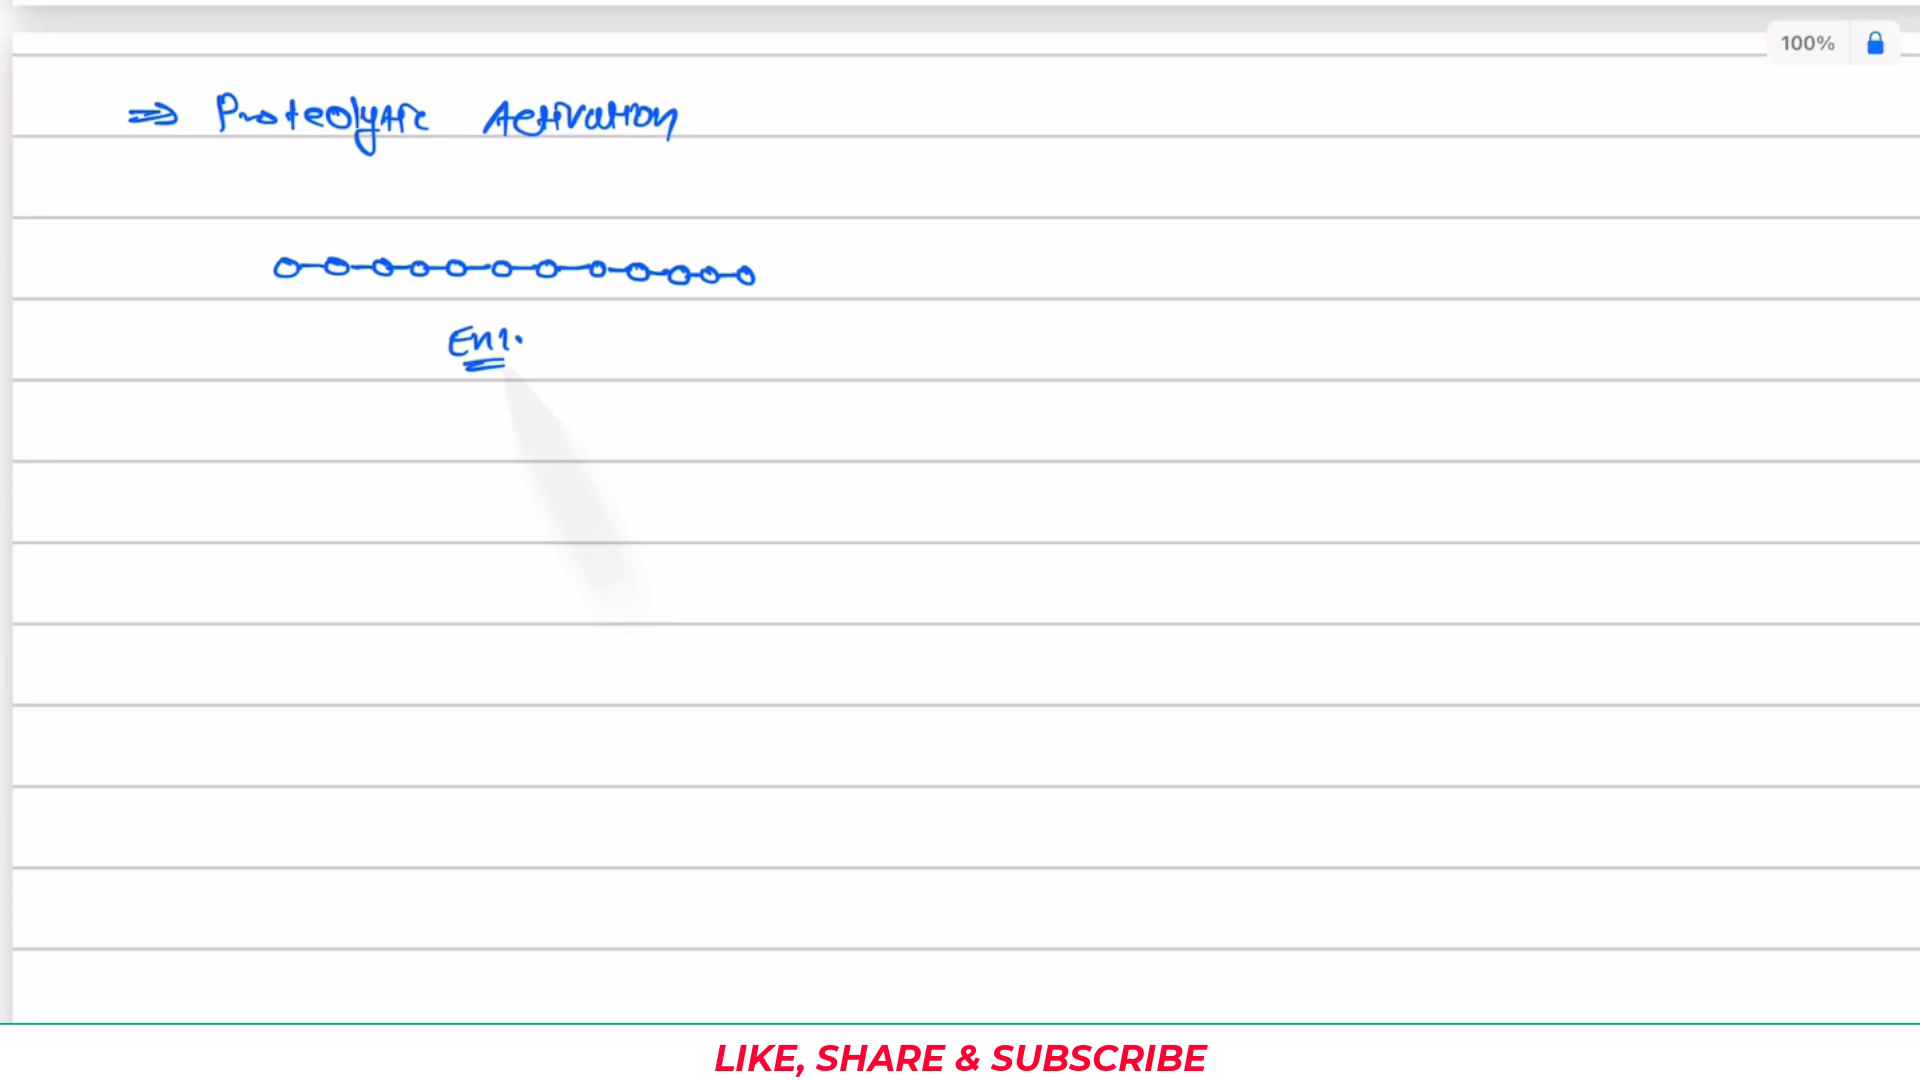 100%
⇒ Proteolytic Activation
Enz.
LIKE, SHARE & SUBSCRIBE